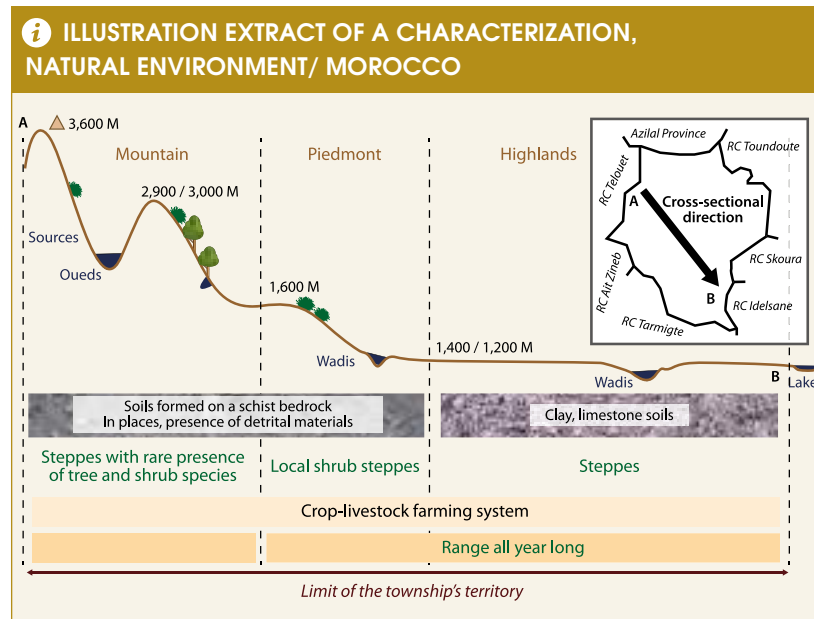 i ILLUSTRATION EXTRACT OF A CHARACTERIZATION,
NATURAL ENVIRONMENT/ MOROCCO
A
3,600 M
Mountain
Piedmont
Highlands
2,900 / 3,000 M
Sources
Oueds
1,600 M
Wadis
1,400 / 1,200 M
Wadis
B
Lake
Azilal Province
RC Toundoute
RC Telouet
A
Cross-sectional
direction
RC Skoura
RC Ait Zineb
B
RC Idelsane
RC Tarmigte
Soils formed on a schist bedrock
In places, presence of detrital materials
Clay, limestone soils
Steppes with rare presence
of tree and shrub species
Local shrub steppes
Steppes
Crop-livestock farming system
Range all year long
Limit of the township's territory